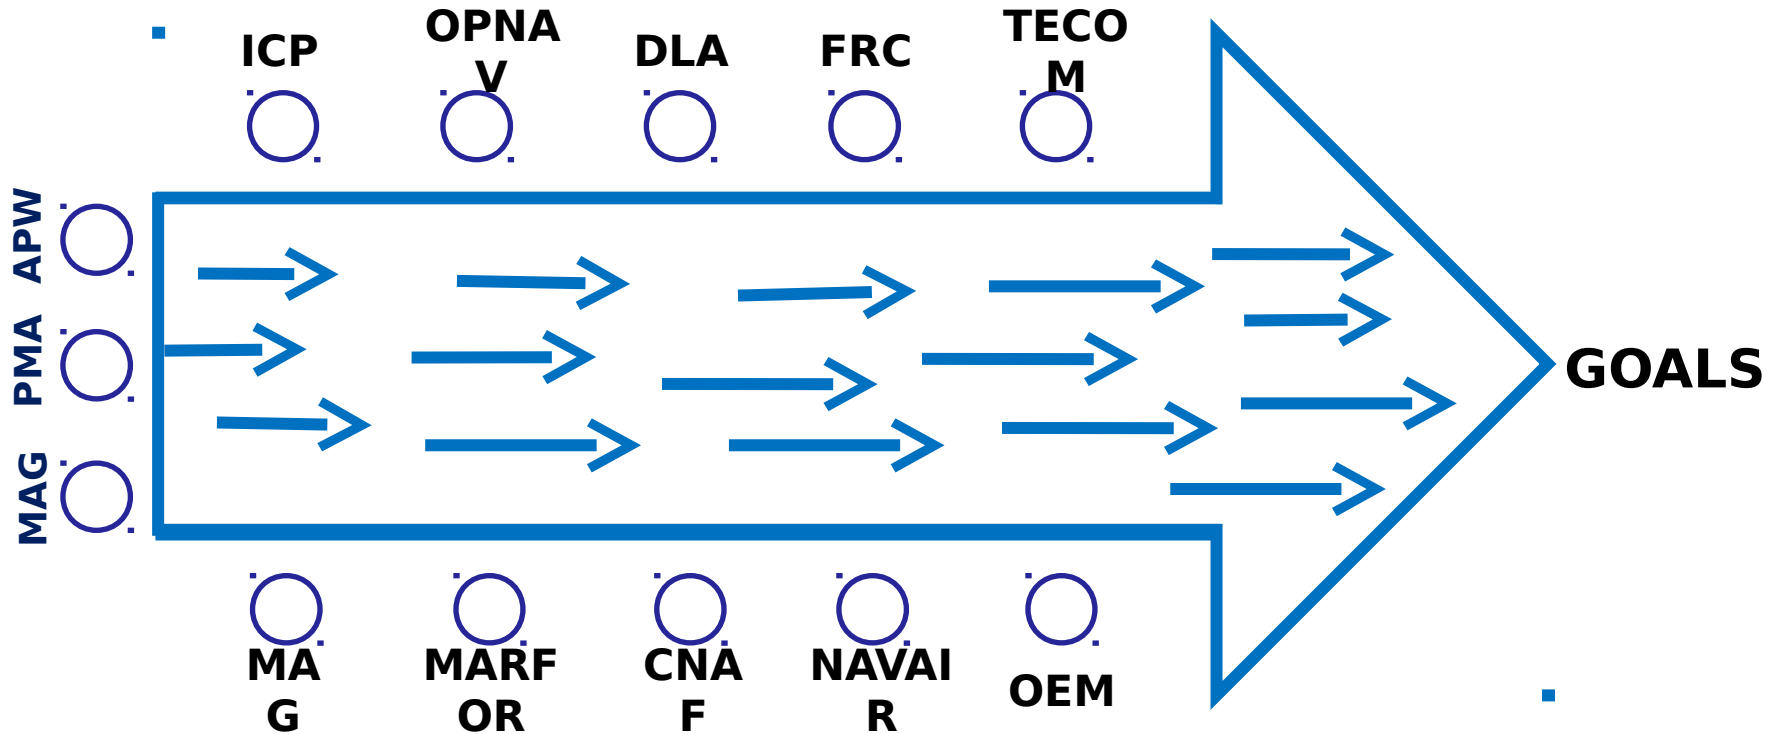 ICP
OPNA
V
DLA
FRC
TECO
M
APW
PMA
MAG
GOALS
MA
G
MARF
OR
CNA
F
NAVAI
R
OEM